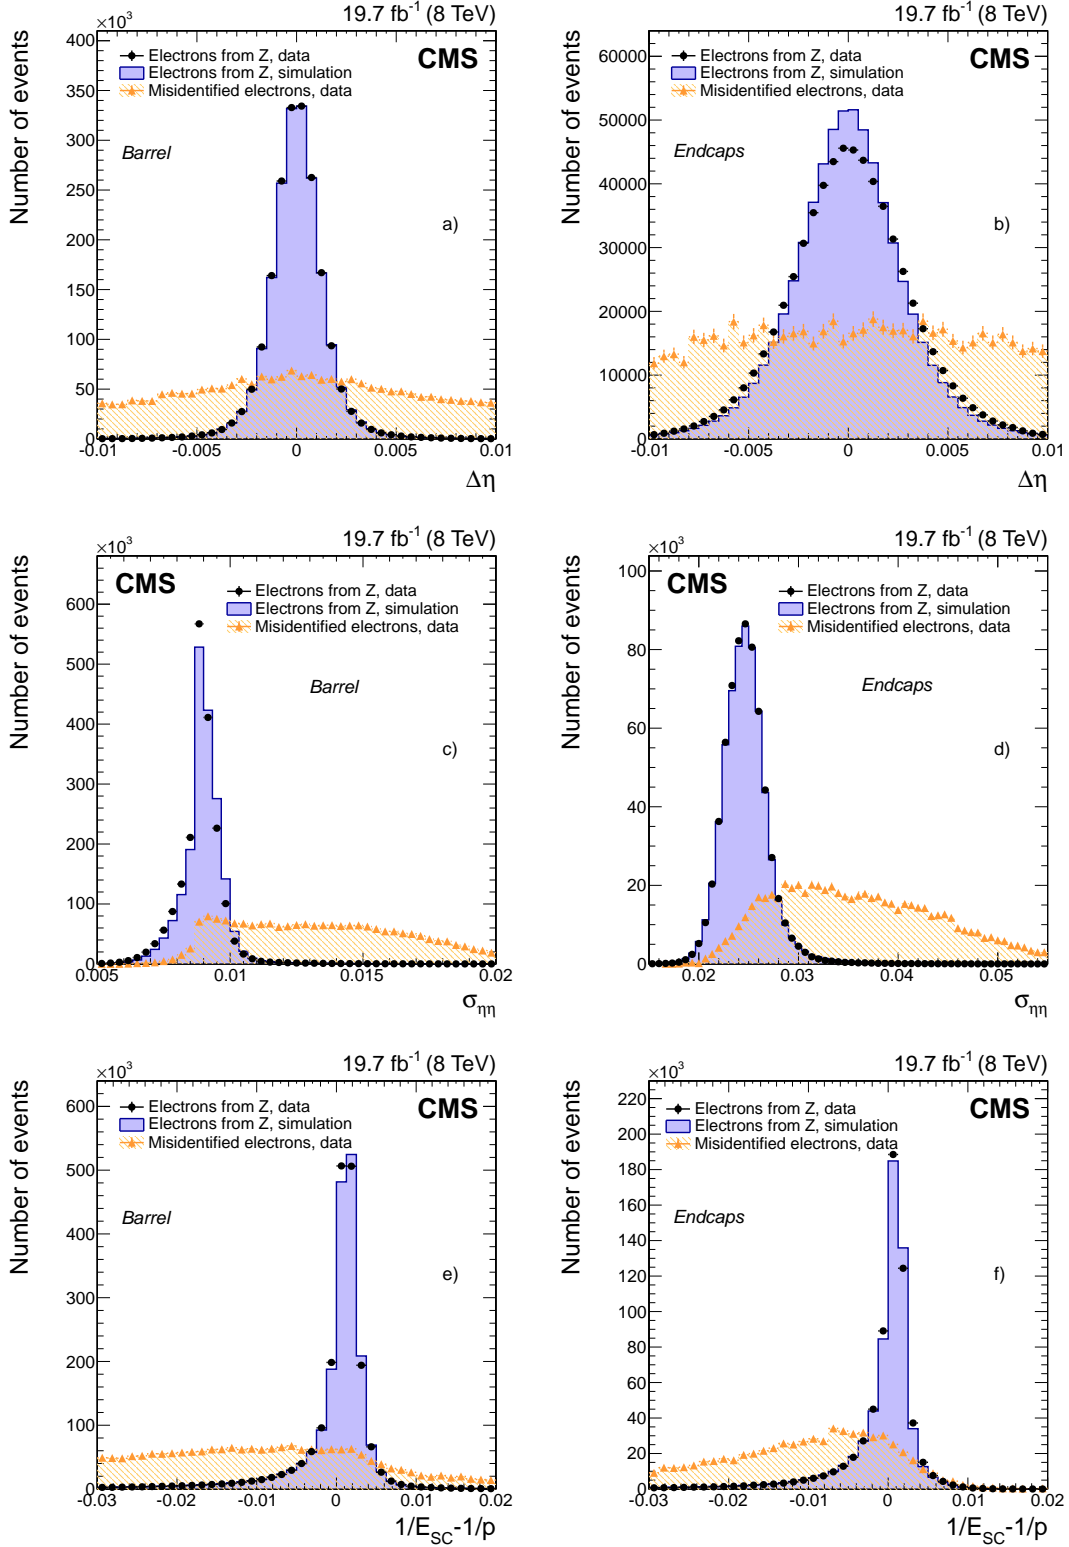 19.7 fb⁻¹ (8 TeV)
×10³
Number of events
400
350
300
250
200
150
100
50
0
Electrons from Z, data
Electrons from Z, simulation
Misidentified electrons, data
CMS
Barrel
a)
-0.01 -0.005 0 0.005 0.01
Δη
19.7 fb⁻¹ (8 TeV)
Number of events
60000
50000
40000
30000
20000
10000
0
Electrons from Z, data
Electrons from Z, simulation
Misidentified electrons, data
CMS
Endcaps
b)
-0.01 -0.005 0 0.005 0.01
Δη
19.7 fb⁻¹ (8 TeV)
×10³
Number of events
600
500
400
300
200
100
0
CMS
Electrons from Z, data
Electrons from Z, simulation
Misidentified electrons, data
Barrel
c)
0.005 0.01 0.015 0.02
σηη
19.7 fb⁻¹ (8 TeV)
×10³
Number of events
100
80
60
40
20
0
CMS
Electrons from Z, data
Electrons from Z, simulation
Misidentified electrons, data
Endcaps
d)
0.02 0.03 0.04 0.05
σηη
19.7 fb⁻¹ (8 TeV)
×10³
Number of events
600
500
400
300
200
100
0
Electrons from Z, data
Electrons from Z, simulation
Misidentified electrons, data
CMS
Barrel
e)
-0.03 -0.02 -0.01 0 0.01 0.02
1/E_SC-1/p
19.7 fb⁻¹ (8 TeV)
×10³
Number of events
220
200
180
160
140
120
100
80
60
40
20
0
Electrons from Z, data
Electrons from Z, simulation
Misidentified electrons, data
CMS
Endcaps
f)
-0.03 -0.02 -0.01 0 0.01 0.02
1/E_SC-1/p